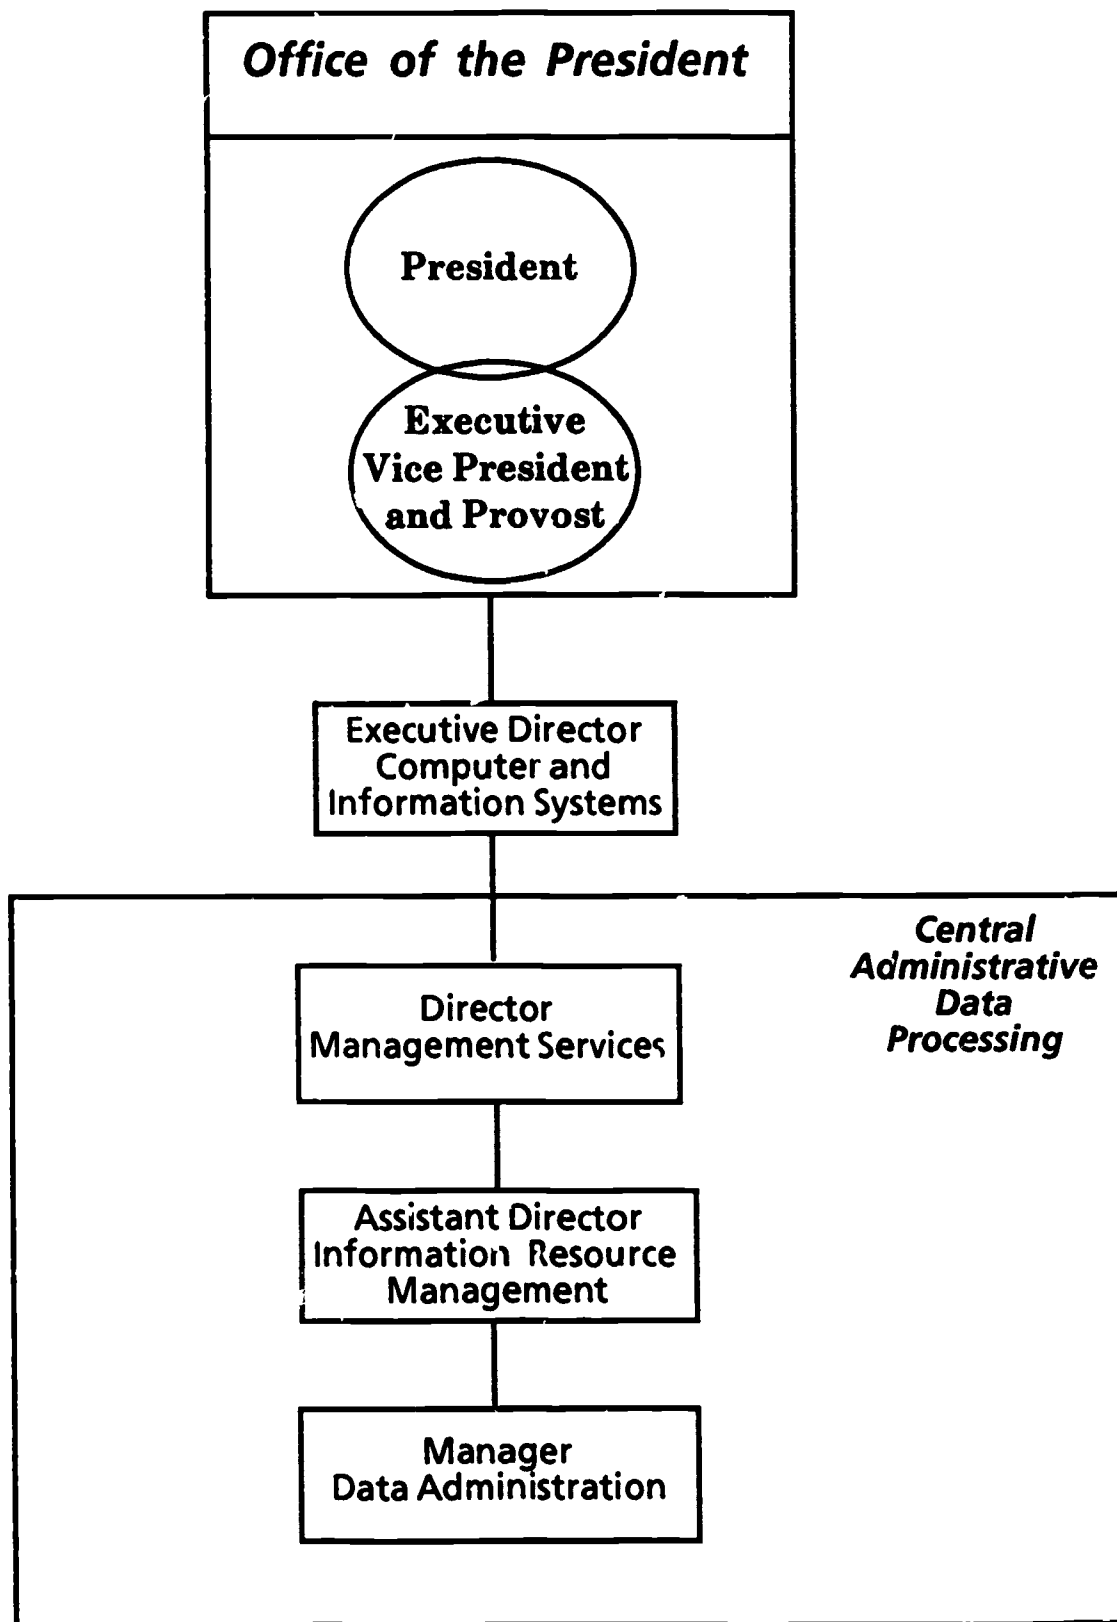 Office of the President
President
Executive
Vice President
and Provost
Executive Director
Computer and
Information Systems
Central
Administrative
Data
Processing
Director
Management Services
Assistant Director
Information Resource
Management
Manager
Data Administration